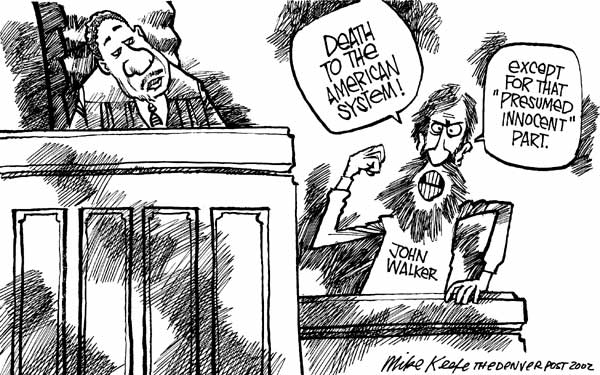 DEATH
TO THE
AMERICAN
SYSTEM!
EXCEPT
FOR THAT
"PRESUMED
INNOCENT"
PART.
JOHN
WALKER
Mike Keefe THE DENVER POST 2002